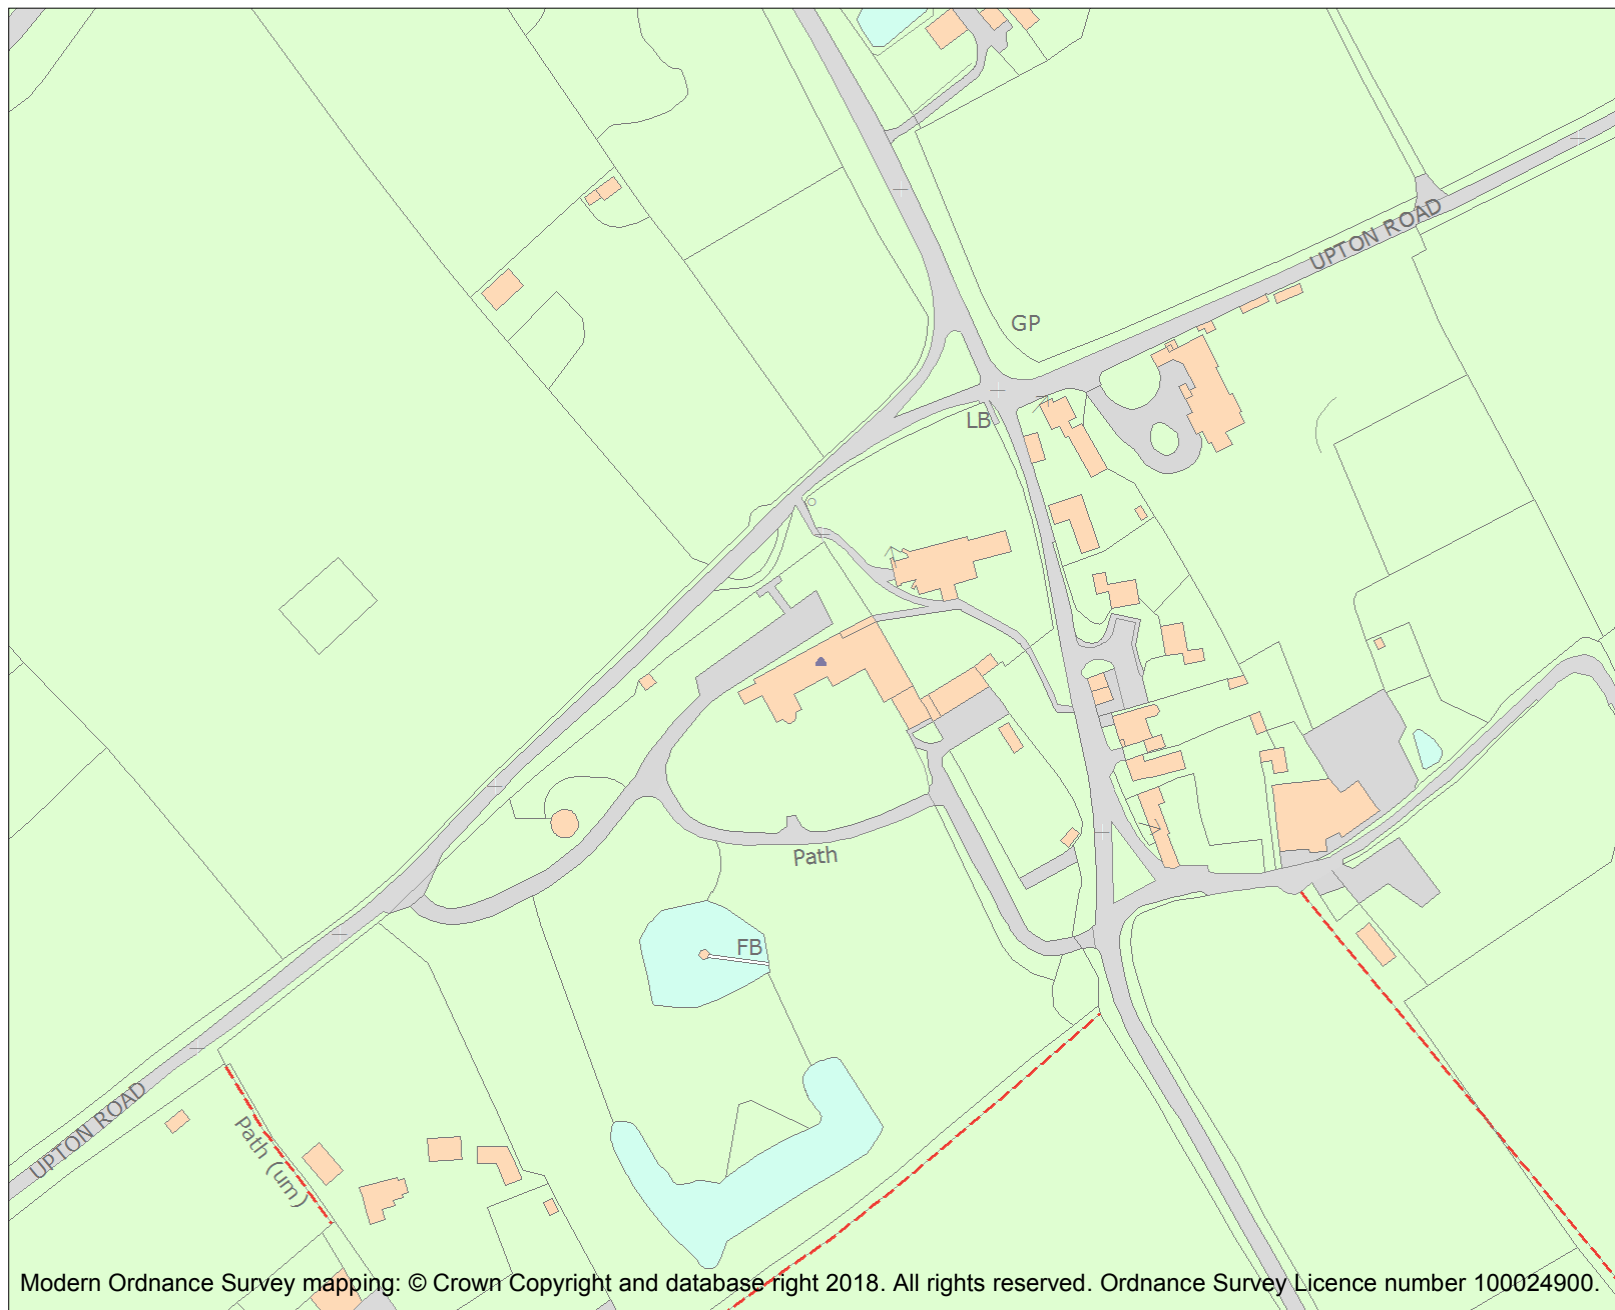 UPTON ROAD
GP
LB
Path
FB
UPTON ROAD
Path (um)
Modern Ordnance Survey mapping: © Crown Copyright and database right 2018. All rights reserved. Ordnance Survey Licence number 100024900.